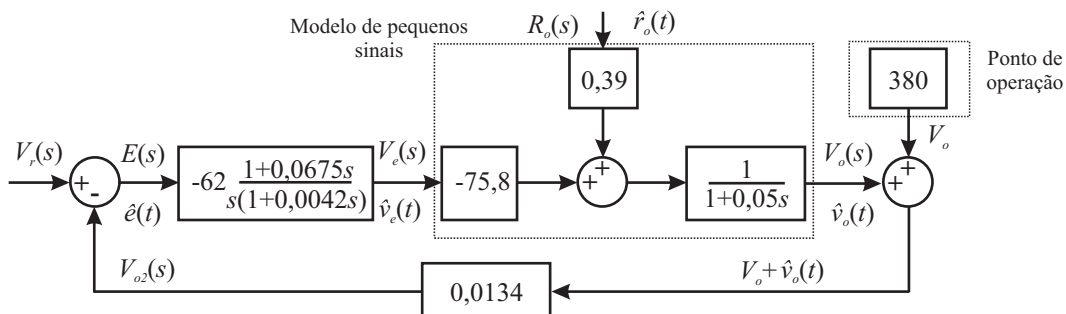 Modelo de pequenos
sinais
R_o(s)
r̂_o(t)
0,39
380
Ponto de
operação
V_o
V_r(s)
+
-
E(s)
ê(t)
-62 1+0,0675s
s(1+0,0042s)
V_e(s)
v̂_e(t)
-75,8
+
+
1
1+0,05s
V_o(s)
v̂_o(t)
+
+
V_o2(s)
0,0134
V_o+v̂_o(t)